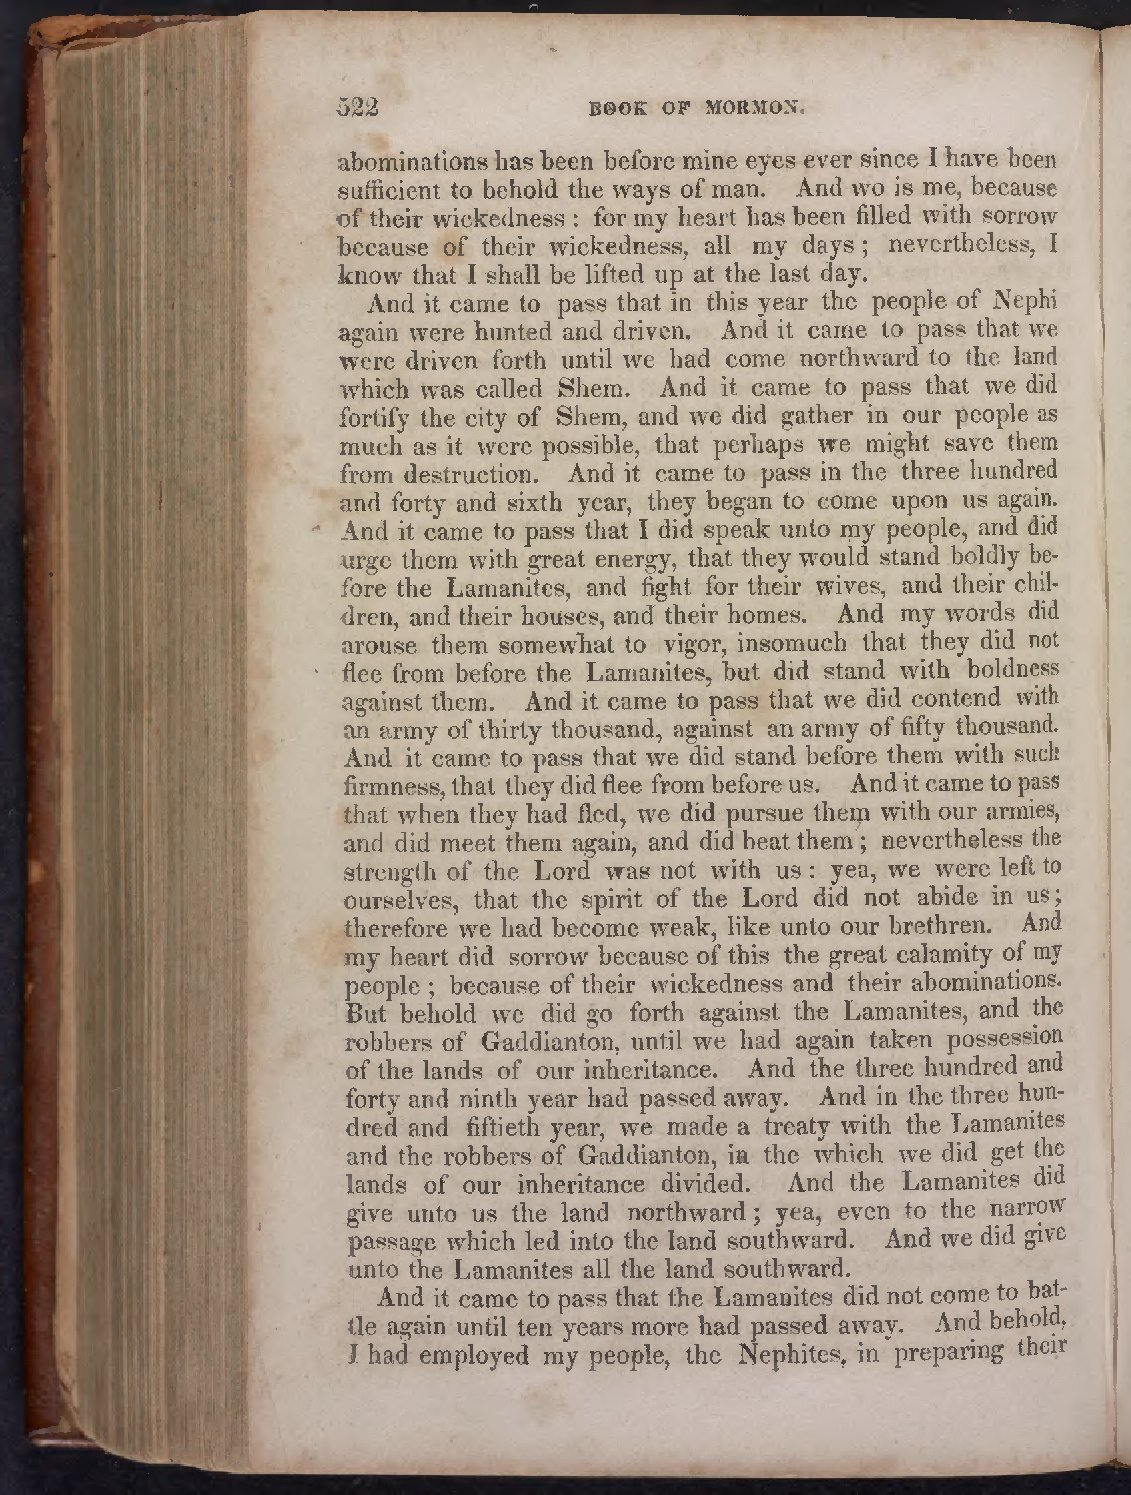 522 BOOK OF MORMON.
abominations has been before mine eyes ever since I have been
sufficient to behold the ways of man. And wo is me, because
of their wickedness : for my heart has been filled with sorrow
because of their wickedness, all my days ; nevertheless, I
know that I shall be lifted up at the last day.
And it came to pass that in this year the people of Nephi
again were hunted and driven. And it came to pass that we
were driven forth until we had come northward to the land
which was called Shem. And it came to pass that we did
fortify the city of Shem, and we did gather in our people as
much as it were possible, that perhaps we might save them
from destruction. And it came to pass in the three hundred
and forty and sixth year, they began to come upon us again.
And it came to pass that I did speak unto my people, and did
urge them with great energy, that they would stand boldly be-
fore the Lamanites, and fight for their wives, and their chil-
dren, and their houses, and their homes. And my words did
arouse them somewhat to vigor, insomuch that they did not
flee from before the Lamanites, but did stand with boldness
against them. And it came to pass that we did contend with
an army of thirty thousand, against an army of fifty thousand.
And it came to pass that we did stand before them with such
firmness, that they did flee from before us. And it came to pass
that when they had fled, we did pursue them with our armies,
and did meet them again, and did beat them ; nevertheless the
strength of the Lord was not with us : yea, we were left to
ourselves, that the spirit of the Lord did not abide in us;
therefore we had become weak, like unto our brethren. And
my heart did sorrow because of this the great calamity of my
people ; because of their wickedness and their abominations.
But behold we did go forth against the Lamanites, and the
robbers of Gaddianton, until we had again taken possession
of the lands of our inheritance. And the three hundred and
forty and ninth year had passed away. And in the three hun-
dred and fiftieth year, we made a treaty with the Lamanites
and the robbers of Gaddianton, in the which we did get the
lands of our inheritance divided. And the Lamanites did
give unto us the land northward ; yea, even to the narrow
passage which led into the land southward. And we did give
unto the Lamanites all the land southward.
And it came to pass that the Lamanites did not come to bat-
tle again until ten years more had passed away. And behold,
I had employed my people, the Nephites, in preparing their